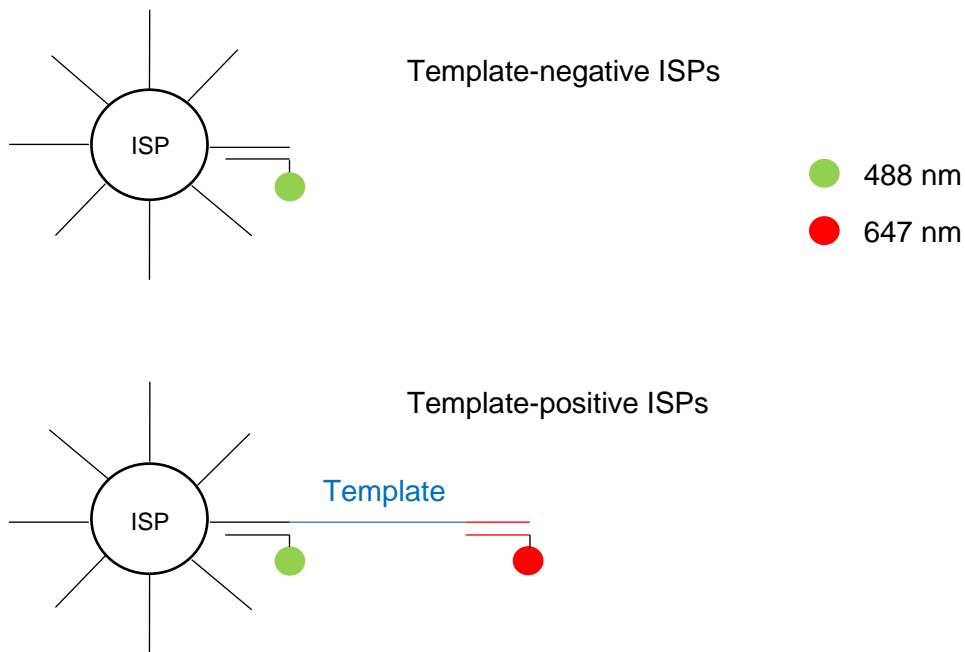 Template-negative ISPs
ISP
488 nm
647 nm
Template-positive ISPs
Template
ISP